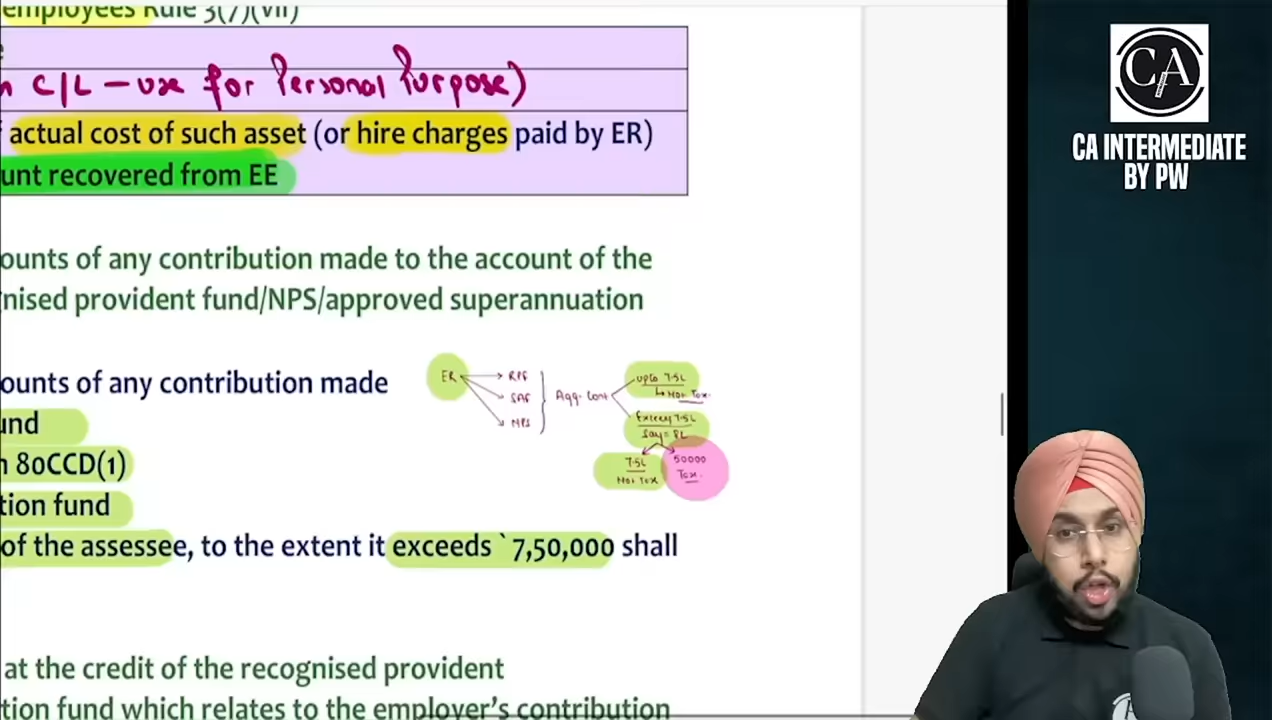 employees Rule 3(7)(vii)
C/L - use for Personal Purpose)
actual cost of such asset (or hire charges paid by ER)
unt recovered from EE
ounts of any contribution made to the account of the
gnised provident fund/NPS/approved superannuation
ounts of any contribution made
und
n 80CCD(1)
tion fund
of the assessee, to the extent it exceeds `7,50,000 shall
at the credit of the recognised provident
tion fund which relates to the employer's contribution
ER
RPF
SAF
NPS
Agg. Cont
upto 7.5L
Not Tax.
Exceed 7.5L
Say = 8L
7.5L
Not Tax
50000
Tax.
CA
CA INTERMEDIATE
BY PW